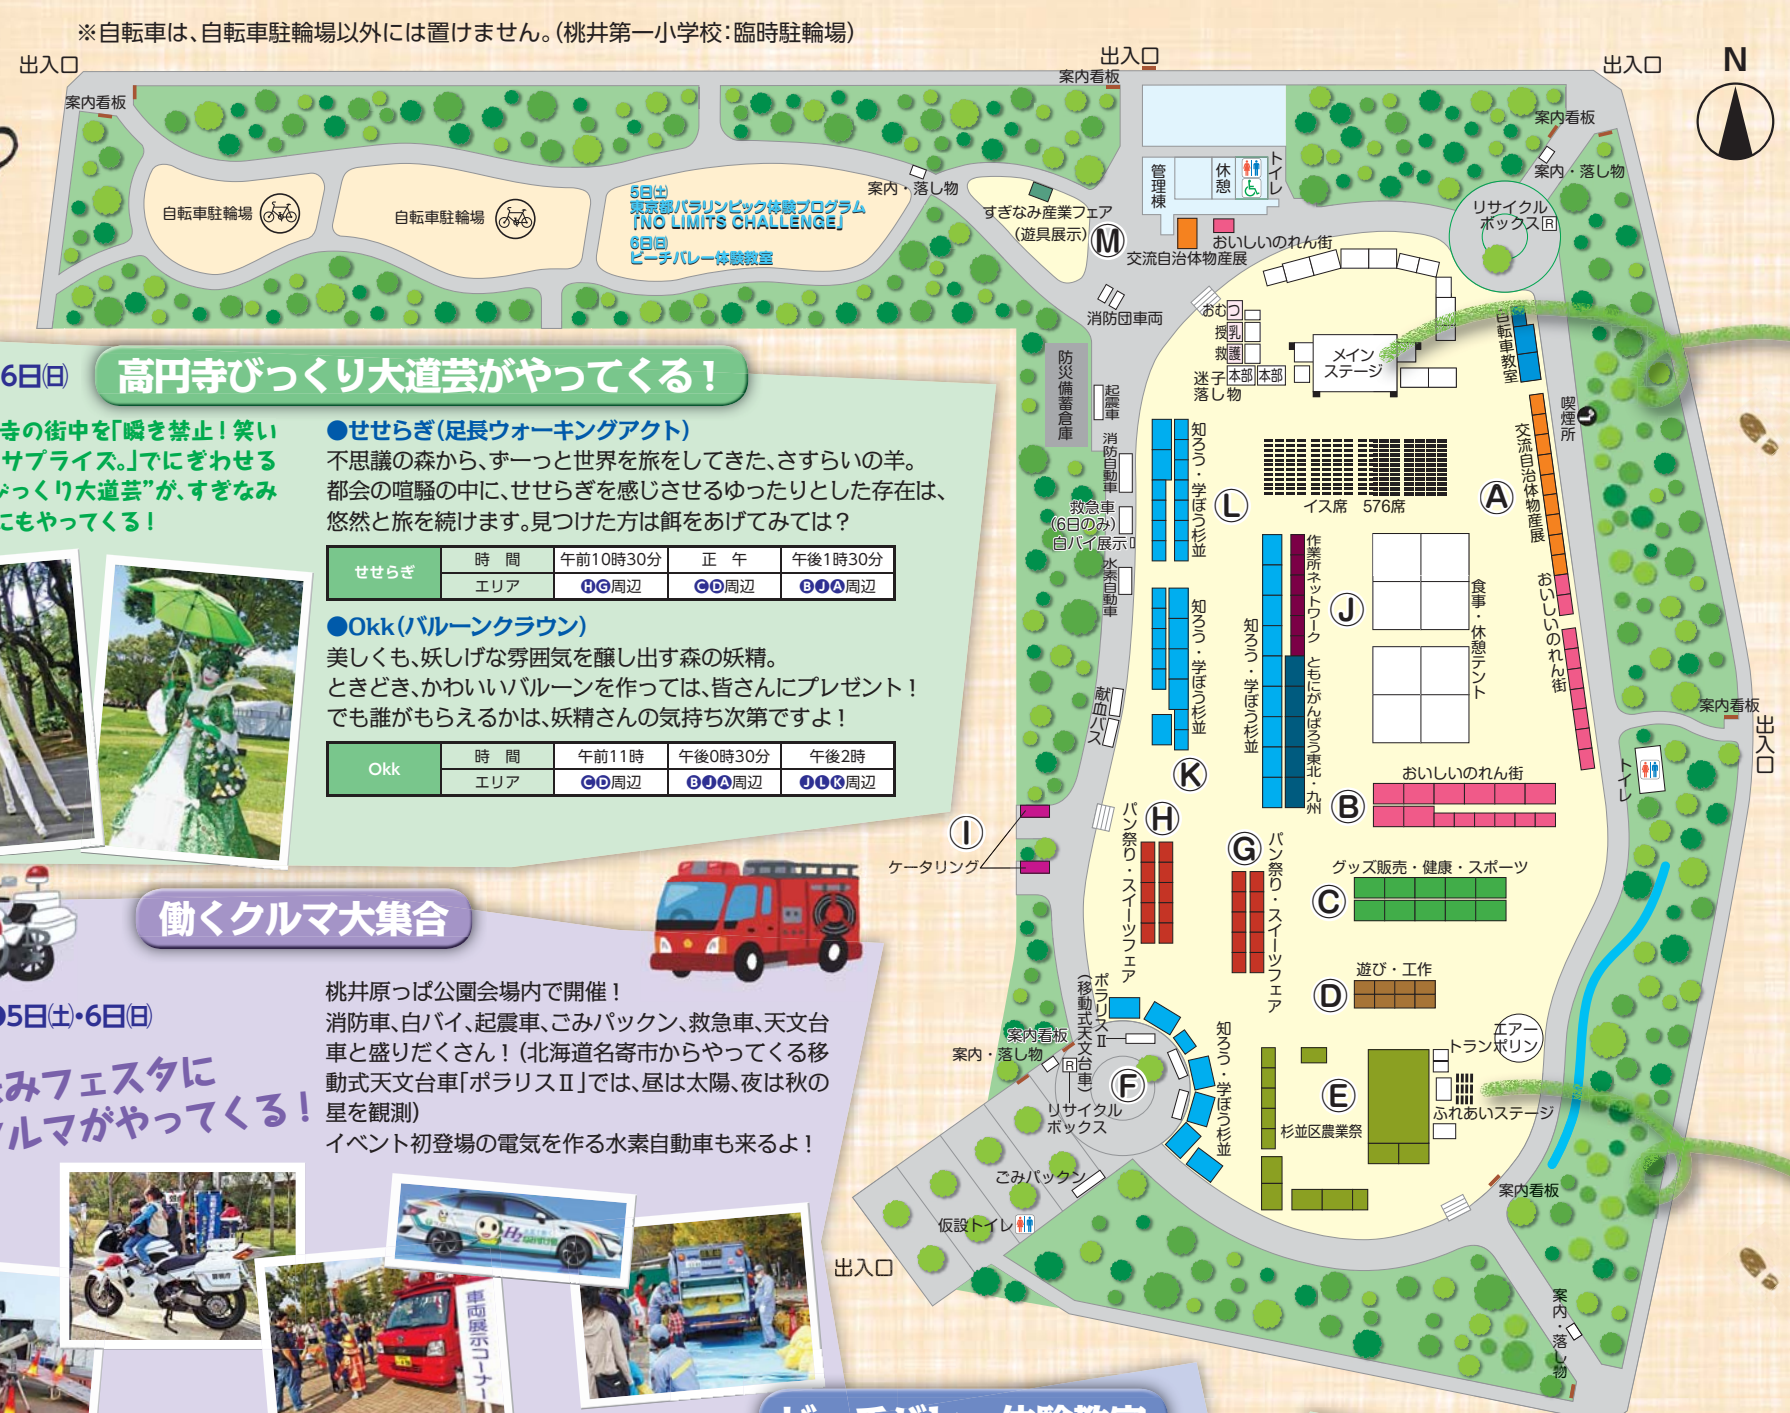 ※自転車は、自転車駐輪場以外には置けません。(桃井第一小学校：臨時駐輪場)
出入口
出入口
出入口
N
案内看板
案内看板
案内看板
案内・落し物
自転車駐輪場
自転車駐輪場
5日㈯
東京都パラリンピック体験プログラム
「NO LIMITS CHALLENGE」
6日㈰
ビーチバレー体験教室
案内・落し物
すぎなみ産業フェア
(遊具展示)
Ⓜ
管理棟
休憩
トイレ
おいしいのれん街
交流自治体物産展
リサイクル
ボックス R
消防団車両
おむつ
授乳
救護
迷子 本部 本部
落し物
メイン
ステージ
自転車教室
喫煙所
防災備蓄倉庫
起震車
消防自動車
救急車
(6日のみ)
白バイ展示
水素自動車
献血バス
知ろう・学ぼう杉並
Ⓛ
イス席 576席
Ⓐ
交流自治体物産展
おいしいのれん街
作業所ネットワーク
Ⓙ
食事・休憩テント
知ろう・学ぼう杉並
知ろう・学ぼう杉並
ともにがんばろう東北・九州
Ⓚ
案内看板
出入口
トイレ
おいしいのれん街
Ⓑ
Ⓘ
ケータリング
Ⓗ
パン祭り・スイーツフェア
Ⓖ
パン祭り・スイーツフェア
グッズ販売・健康・スポーツ
Ⓒ
遊び・工作
Ⓓ
ポラリスⅡ
(移動式天文台車)
案内看板
案内・落し物
R
リサイクル
ボックス
Ⓕ
知ろう・学ぼう杉並
エアー
トランポリン
Ⓔ
ふれあいステージ
杉並区農業祭
ごみパックン
仮設トイレ
案内看板
出入口
案内・落し物
6日㈰
高円寺びっくり大道芸がやってくる！
寺の街中を「瞬き禁止！笑い
サプライズ。」でにぎわせる
びっくり大道芸”が、すぎなみ
にもやってくる！
●せせらぎ(足長ウォーキングアクト)
不思議の森から、ずーっと世界を旅をしてきた、さすらいの羊。
都会の喧騒の中に、せせらぎを感じさせるゆったりとした存在は、
悠然と旅を続けます。見つけた方は餌をあげてみては？
せせらぎ
時 間 午前10時30分 正 午 午後1時30分
エリア ⒽⒼ周辺 ⒸⒹ周辺 ⒷⒿⒶ周辺
●Okk(バルーンクラウン)
美しくも、妖しげな雰囲気を醸し出す森の妖精。
ときどき、かわいいバルーンを作っては、皆さんにプレゼント！
でも誰がもらえるかは、妖精さんの気持ち次第ですよ！
Okk
時 間 午前11時 午後0時30分 午後2時
エリア ⒸⒹ周辺 ⒷⒿⒶ周辺 ⒿⓁⓀ周辺
働くクルマ大集合
5日㈯・6日㈰
なみフェスタに
クルマがやってくる！
桃井原っぱ公園会場内で開催！
消防車、白バイ、起震車、ごみパックン、救急車、天文台
車と盛りだくさん！(北海道名寄市からやってくる移
動式天文台車「ポラリスⅡ」では、昼は太陽、夜は秋の
星を観測)
イベント初登場の電気を作る水素自動車も来るよ！
H2
車両展示コーナー
ビーチバレー体験教室